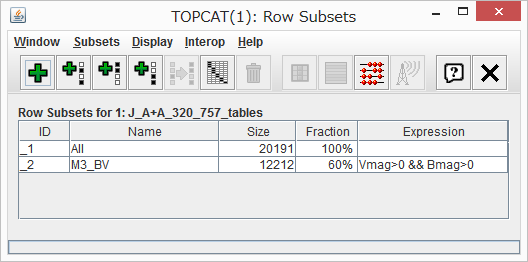 TOPCAT(1): Row Subsets
Window Subsets Display Interop Help
Row Subsets for 1: J_A+A_320_757_tables
ID Name Size Fraction Expression
_1 All 20191 100%
_2 M3_BV 12212 60% Vmag>0 && Bmag>0